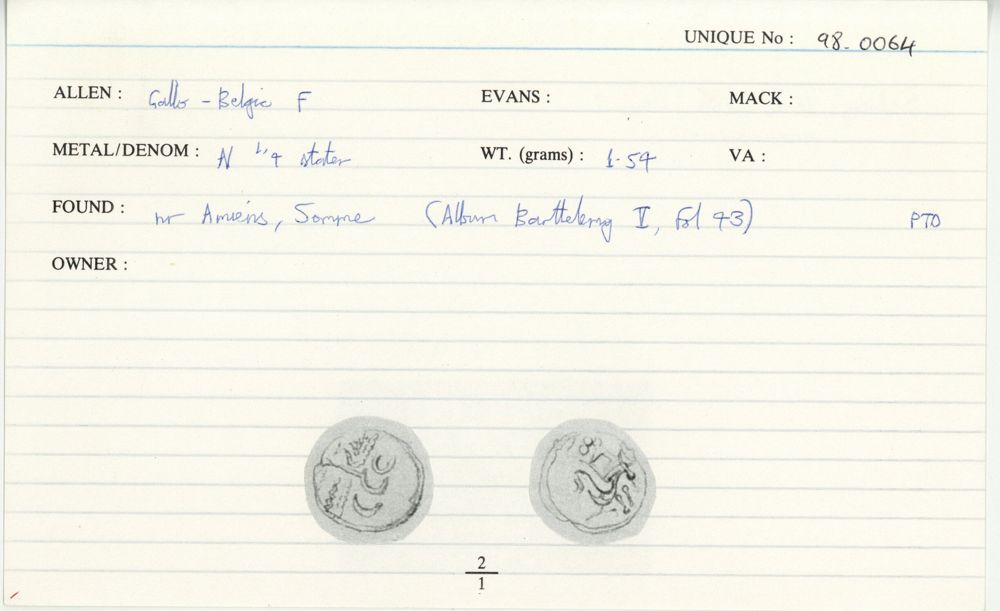 UNIQUE No : 98-0064
ALLEN : Gallo-Belgic F EVANS : MACK :
METAL/DENOM : N 1/4 stater WT. (grams) : 1.54 VA :
FOUND : nr Amiens, Somme (Album Barthelemy II, fol 43) PTO
OWNER :
2
1